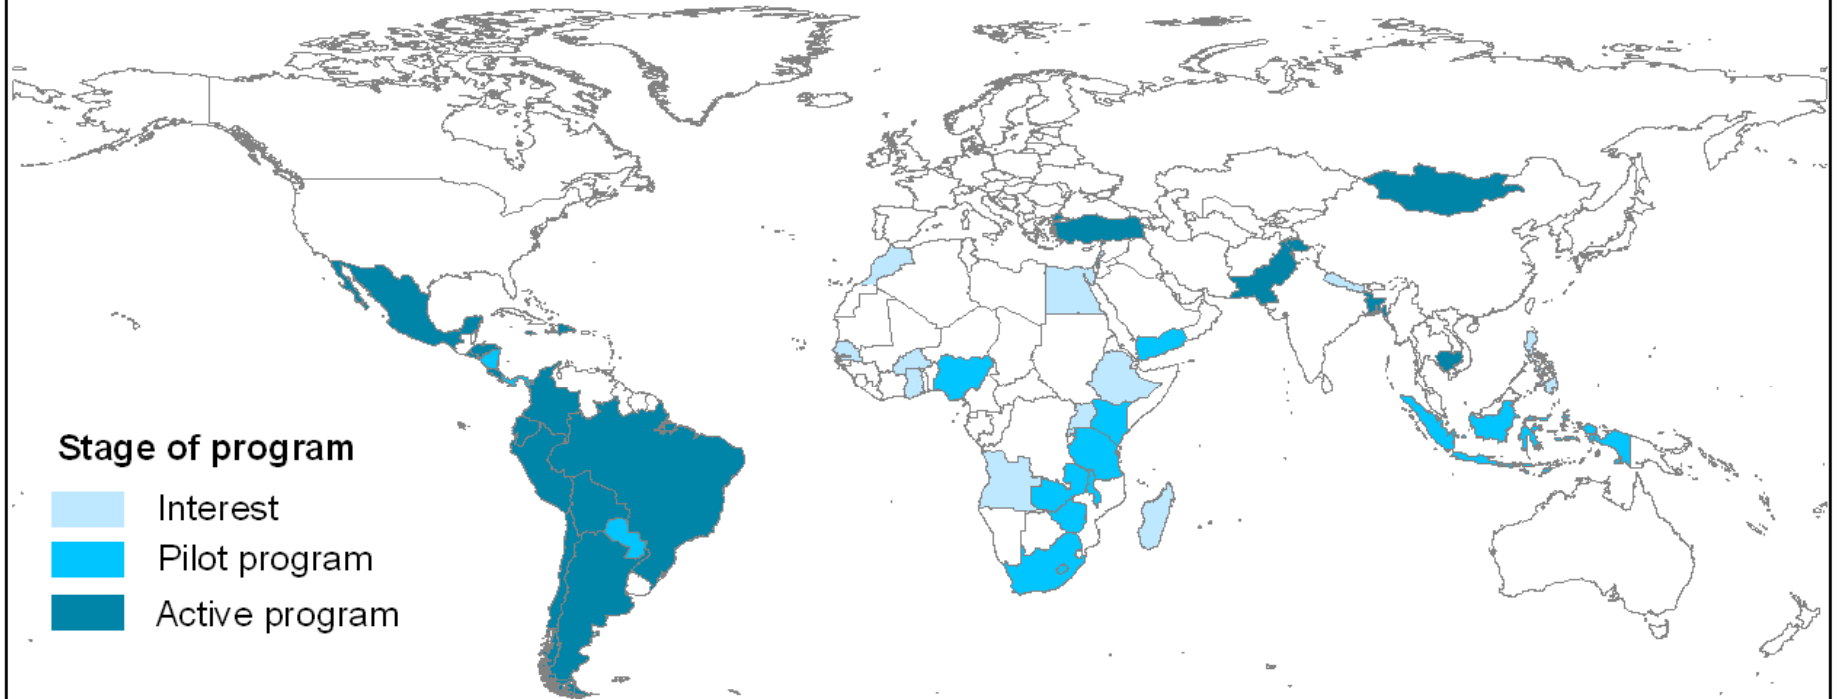 Stage of program
Interest
Pilot program
Active program